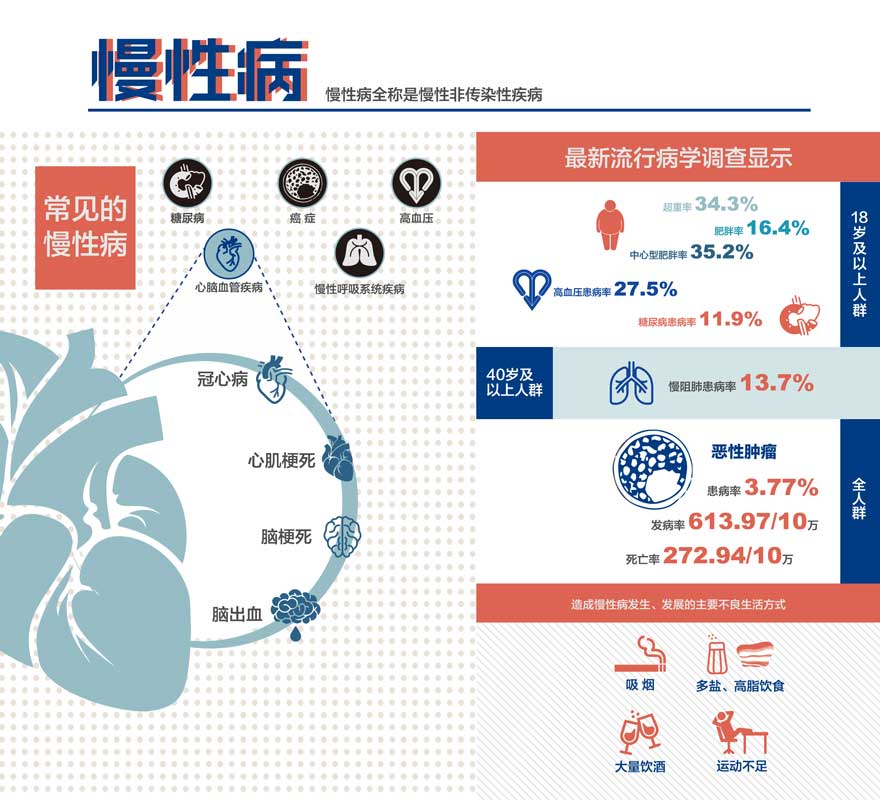 慢性病
慢性病全称是慢性非传染性疾病
常见的
慢性病
糖尿病
癌 症
高血压
心脑血管疾病
慢性呼吸系统疾病
冠心病
心肌梗死
脑梗死
脑出血
最新流行病学调查显示
18岁及以上人群
超重率 34.3%
肥胖率 16.4%
中心型肥胖率 35.2%
高血压患病率 27.5%
糖尿病患病率 11.9%
40岁及
以上人群
慢阻肺患病率 13.7%
全人群
恶性肿瘤
患病率 3.77%
发病率 613.97/10万
死亡率 272.94/10万
造成慢性病发生、发展的主要不良生活方式
吸 烟
多盐、高脂饮食
大量饮酒
运动不足